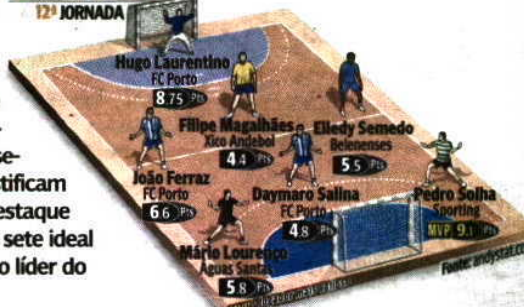 12ª JORNADA
Hugo Laurentino
FC Porto
8.75 Pts
Filipe Magalhães
Xico Andebol
4.4 Pts
Elledy Semedo
Belenenses
5.5 Pts
João Ferraz
FC Porto
6.6 Pts
Daymaro Salina
FC Porto
4.8 Pts
Pedro Solha
Sporting
MVP 9.1 Pts
Mário Lourenço
Águas Santas
5.8 Pts
se-
tificam
estaque
sete ideal
o líder do
Fonte: andystat.co